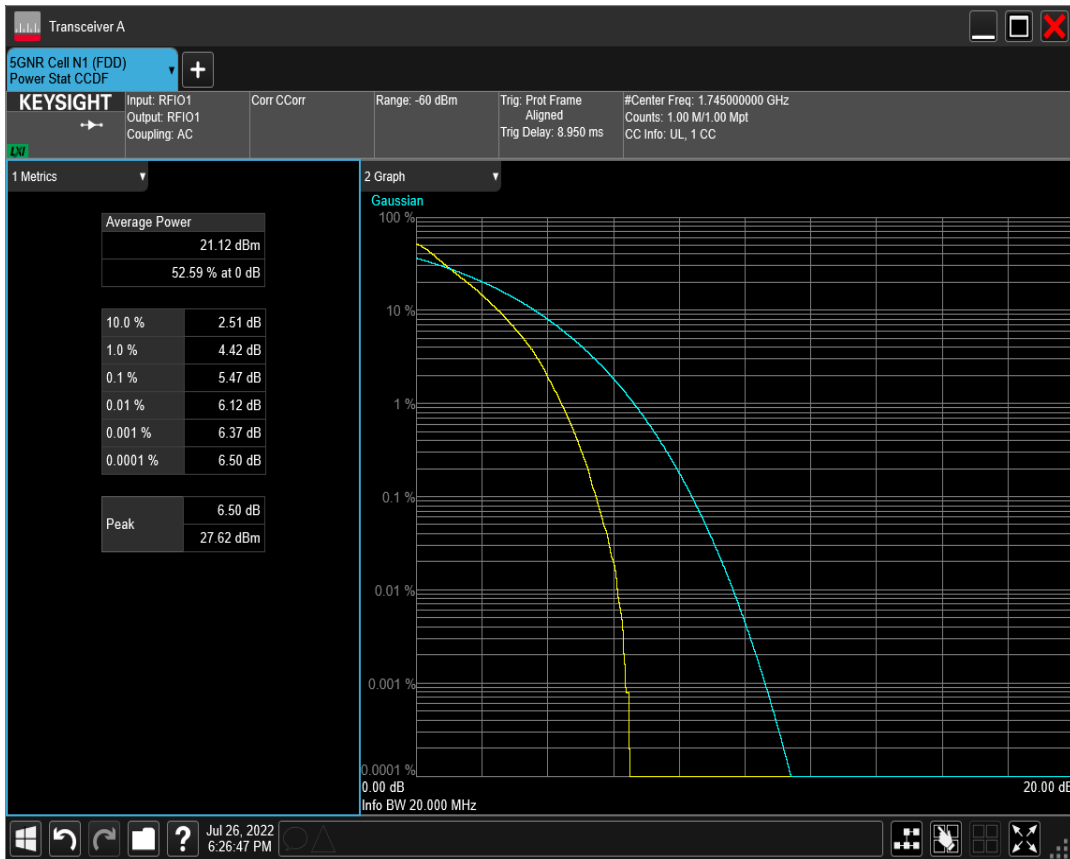 Transceiver A
5GNR Cell N1 (FDD)
Power Stat CCDF
KEYSIGHT
LXI
Input: RFIO1
Output: RFIO1
Coupling: AC
Corr CCorr
Range: -60 dBm
Trig: Prot Frame
Aligned
Trig Delay: 8.950 ms
#Center Freq: 1.745000000 GHz
Counts: 1.00 M/1.00 Mpt
CC Info: UL, 1 CC
1 Metrics
Average Power
21.12 dBm
52.59 % at 0 dB
10.0 % 2.51 dB
1.0 % 4.42 dB
0.1 % 5.47 dB
0.01 % 6.12 dB
0.001 % 6.37 dB
0.0001 % 6.50 dB
Peak
6.50 dB
27.62 dBm
2 Graph
Gaussian
100 %
10 %
1 %
0.1 %
0.01 %
0.001 %
0.0001 %
0.00 dB 20.00 dB
Info BW 20.000 MHz
?
Jul 26, 2022
6:26:47 PM